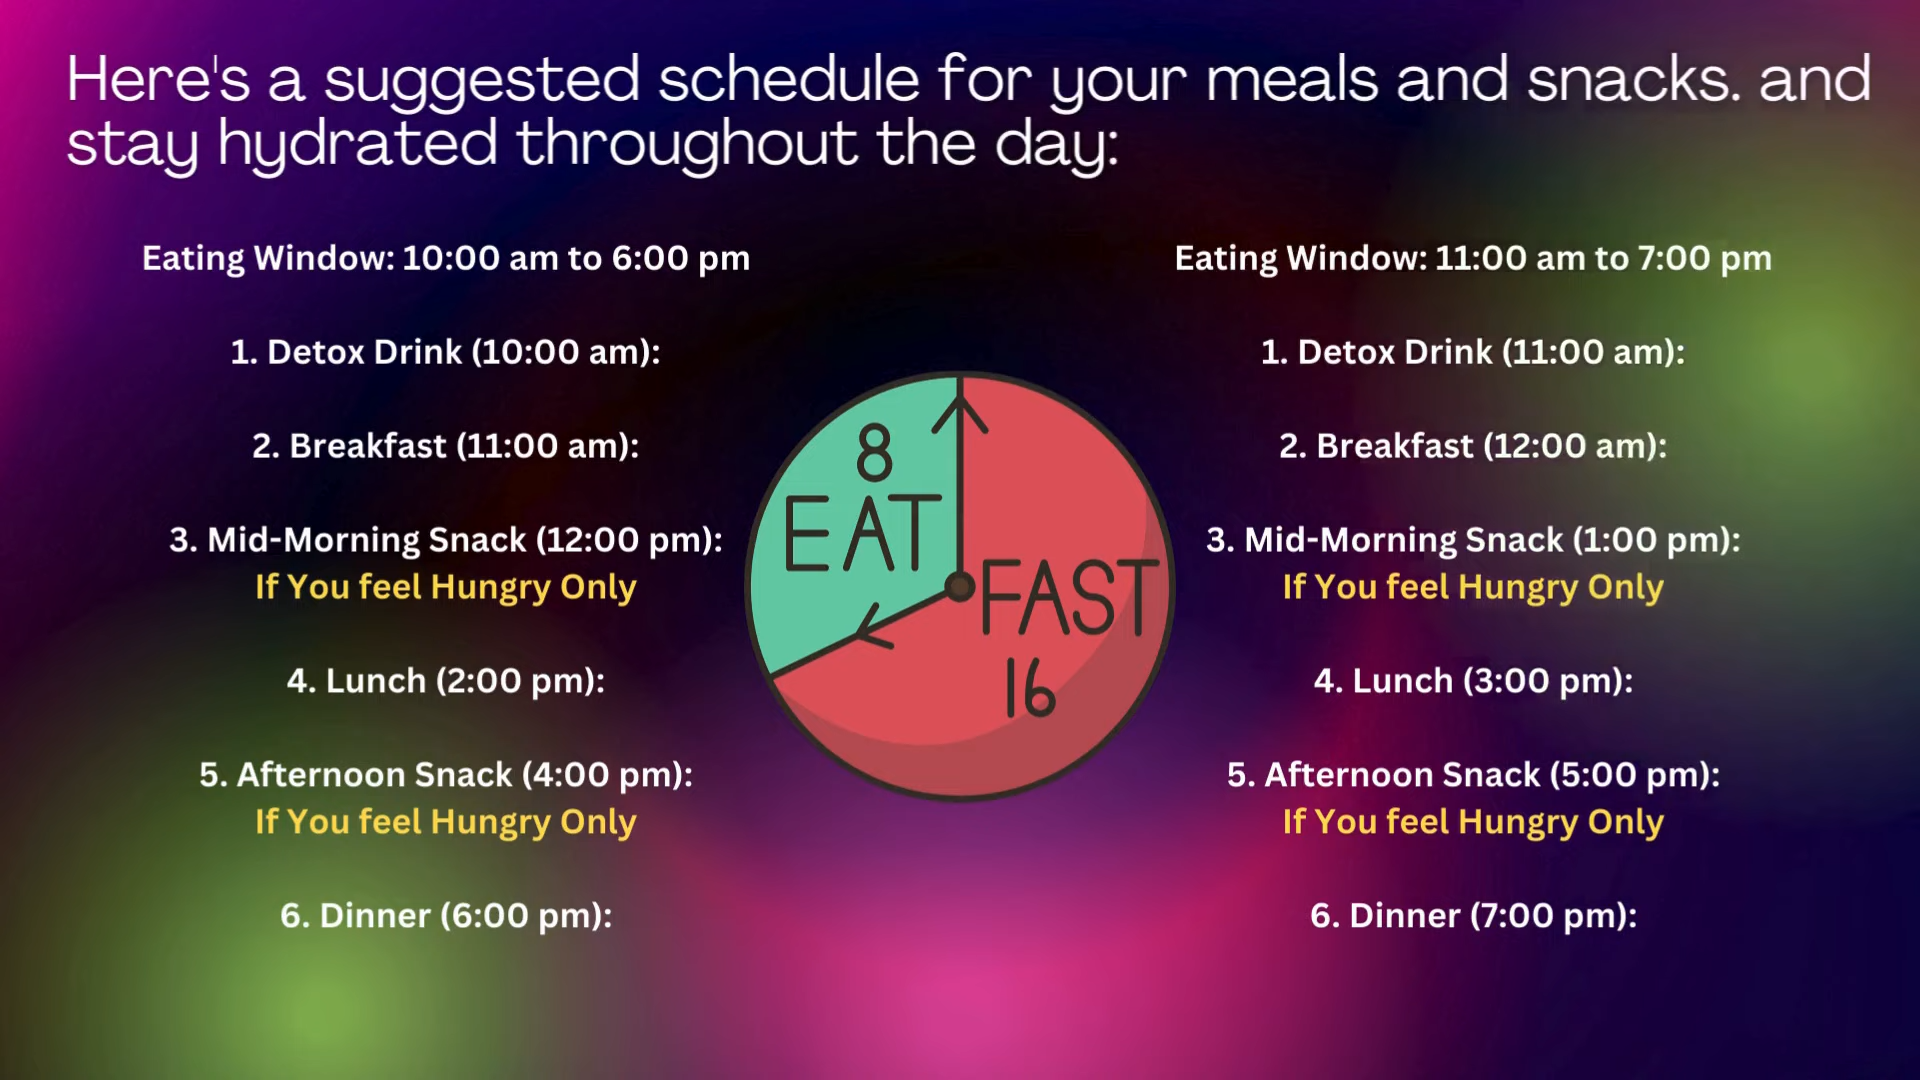 Here's a suggested schedule for your meals and snacks. and
stay hydrated throughout the day:
Eating Window: 10:00 am to 6:00 pm
1. Detox Drink (10:00 am):
2. Breakfast (11:00 am):
3. Mid-Morning Snack (12:00 pm):
If You feel Hungry Only
4. Lunch (2:00 pm):
5. Afternoon Snack (4:00 pm):
If You feel Hungry Only
6. Dinner (6:00 pm):
8
EAT
FAST
16
Eating Window: 11:00 am to 7:00 pm
1. Detox Drink (11:00 am):
2. Breakfast (12:00 am):
3. Mid-Morning Snack (1:00 pm):
If You feel Hungry Only
4. Lunch (3:00 pm):
5. Afternoon Snack (5:00 pm):
If You feel Hungry Only
6. Dinner (7:00 pm):